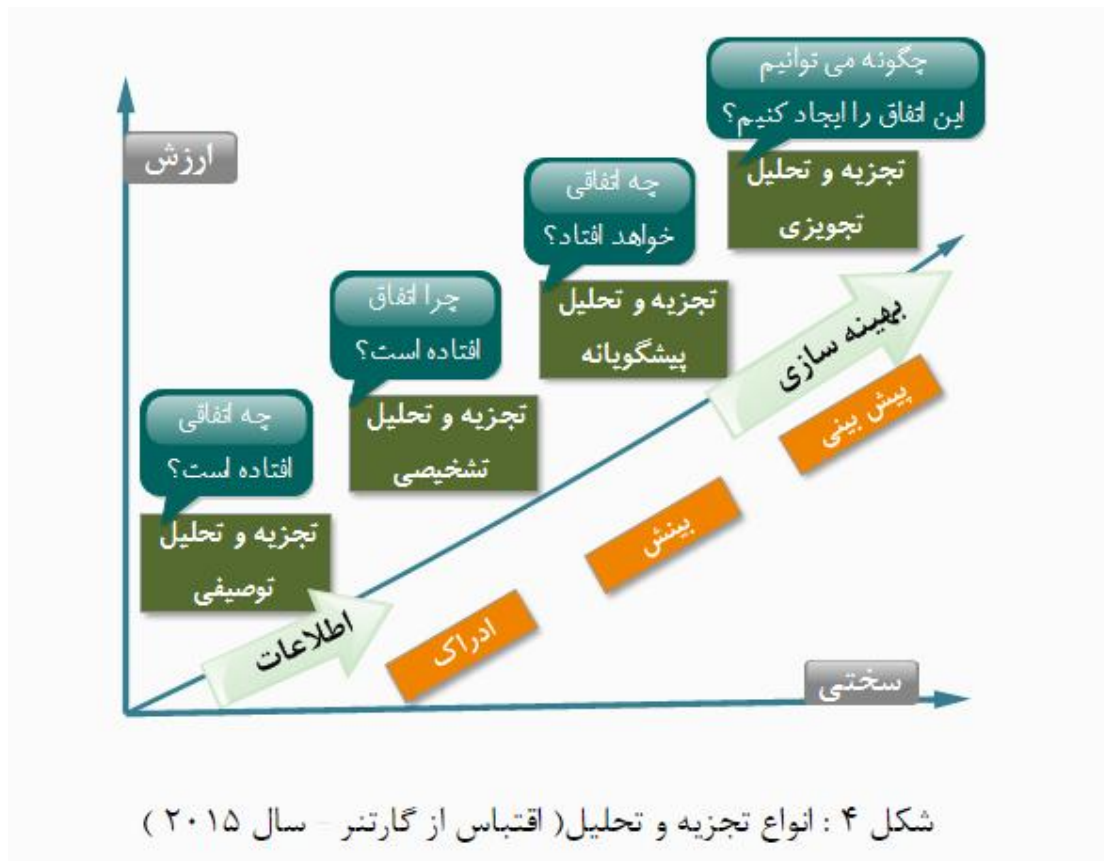 چگونه می توانیم
این اتفاق را ایجاد کنیم؟
ارزش
تجزیه و تحلیل
تجویزی
چه اتفاقی
خواهد افتاد؟
تجزیه و تحلیل
پیشگویانه
چرا اتفاق
افتاده است؟
تجزیه و تحلیل
تشخیصی
چه اتفاقی
افتاده است؟
تجزیه و تحلیل
توصیفی
بهینه سازی
پیش بینی
بینش
ادراک
اطلاعات
سختی
شکل ۴ : انواع تجزیه و تحلیل( اقتباس از گارتنر – سال ۲۰۱۵ )